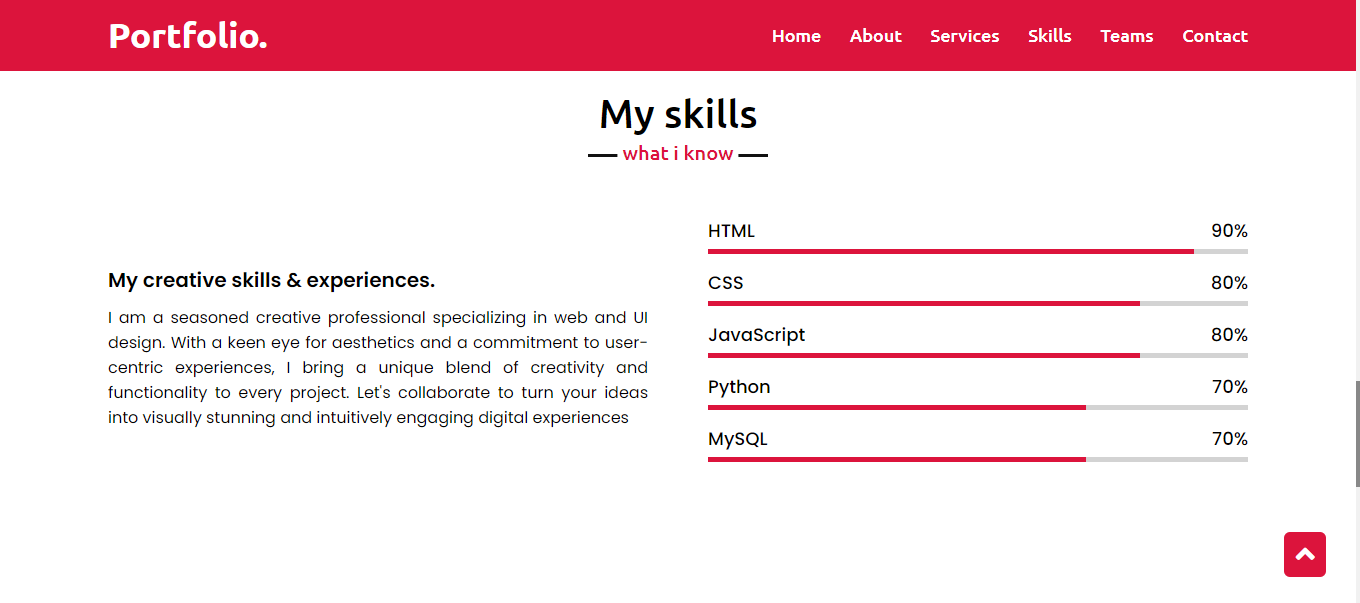 Portfolio.
Home About Services Skills Teams Contact
My skills
what i know
My creative skills & experiences.
I am a seasoned creative professional specializing in web and UI
design. With a keen eye for aesthetics and a commitment to user-
centric experiences, I bring a unique blend of creativity and
functionality to every project. Let's collaborate to turn your ideas
into visually stunning and intuitively engaging digital experiences
HTML 90%
CSS 80%
JavaScript 80%
Python 70%
MySQL 70%